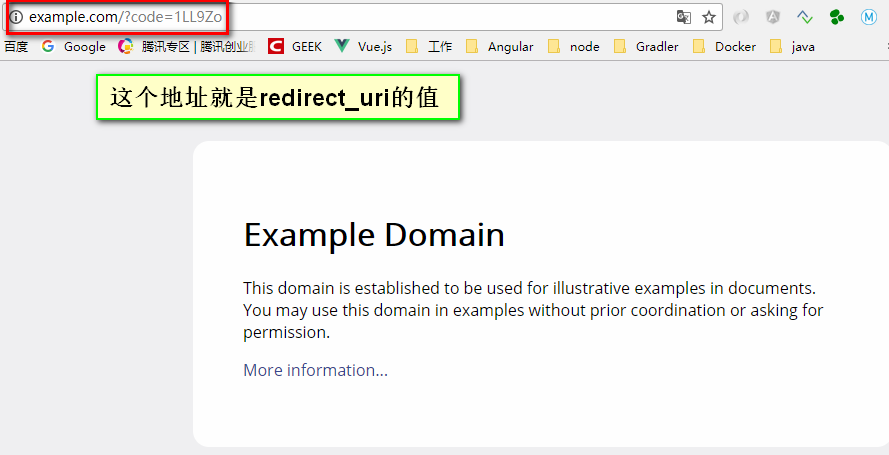 example.com/?code=1LL9Zo
百度 Google 腾讯专区 | 腾讯创业 GEEK Vue.js 工作 Angular node Gradler Docker java
这个地址就是redirect_uri的值
Example Domain
This domain is established to be used for illustrative examples in documents.
You may use this domain in examples without prior coordination or asking for
permission.
More information...